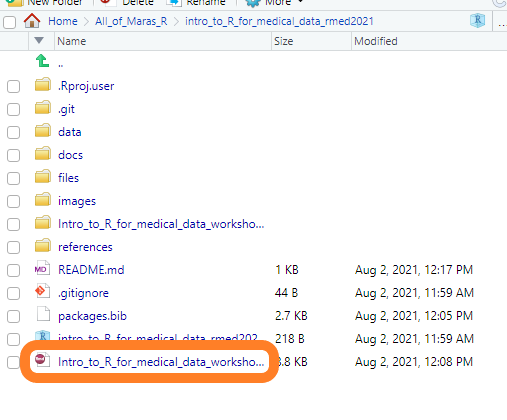 New Folder Delete Rename More
Home All_of_Maras_R intro_to_R_for_medical_data_rmed2021 R
Name Size Modified
..
.Rproj.user
.git
data
docs
files
images
Intro_to_R_for_medical_data_worksho...
references
MD README.md 1 KB Aug 2, 2021, 12:17 PM
.gitignore 44 B Aug 2, 2021, 11:59 AM
packages.bib 2.7 KB Aug 2, 2021, 12:05 PM
intro_to_R_for_medical_data_rmed202... 218 B Aug 2, 2021, 11:59 AM
Intro_to_R_for_medical_data_worksho... 8.8 KB Aug 2, 2021, 12:08 PM